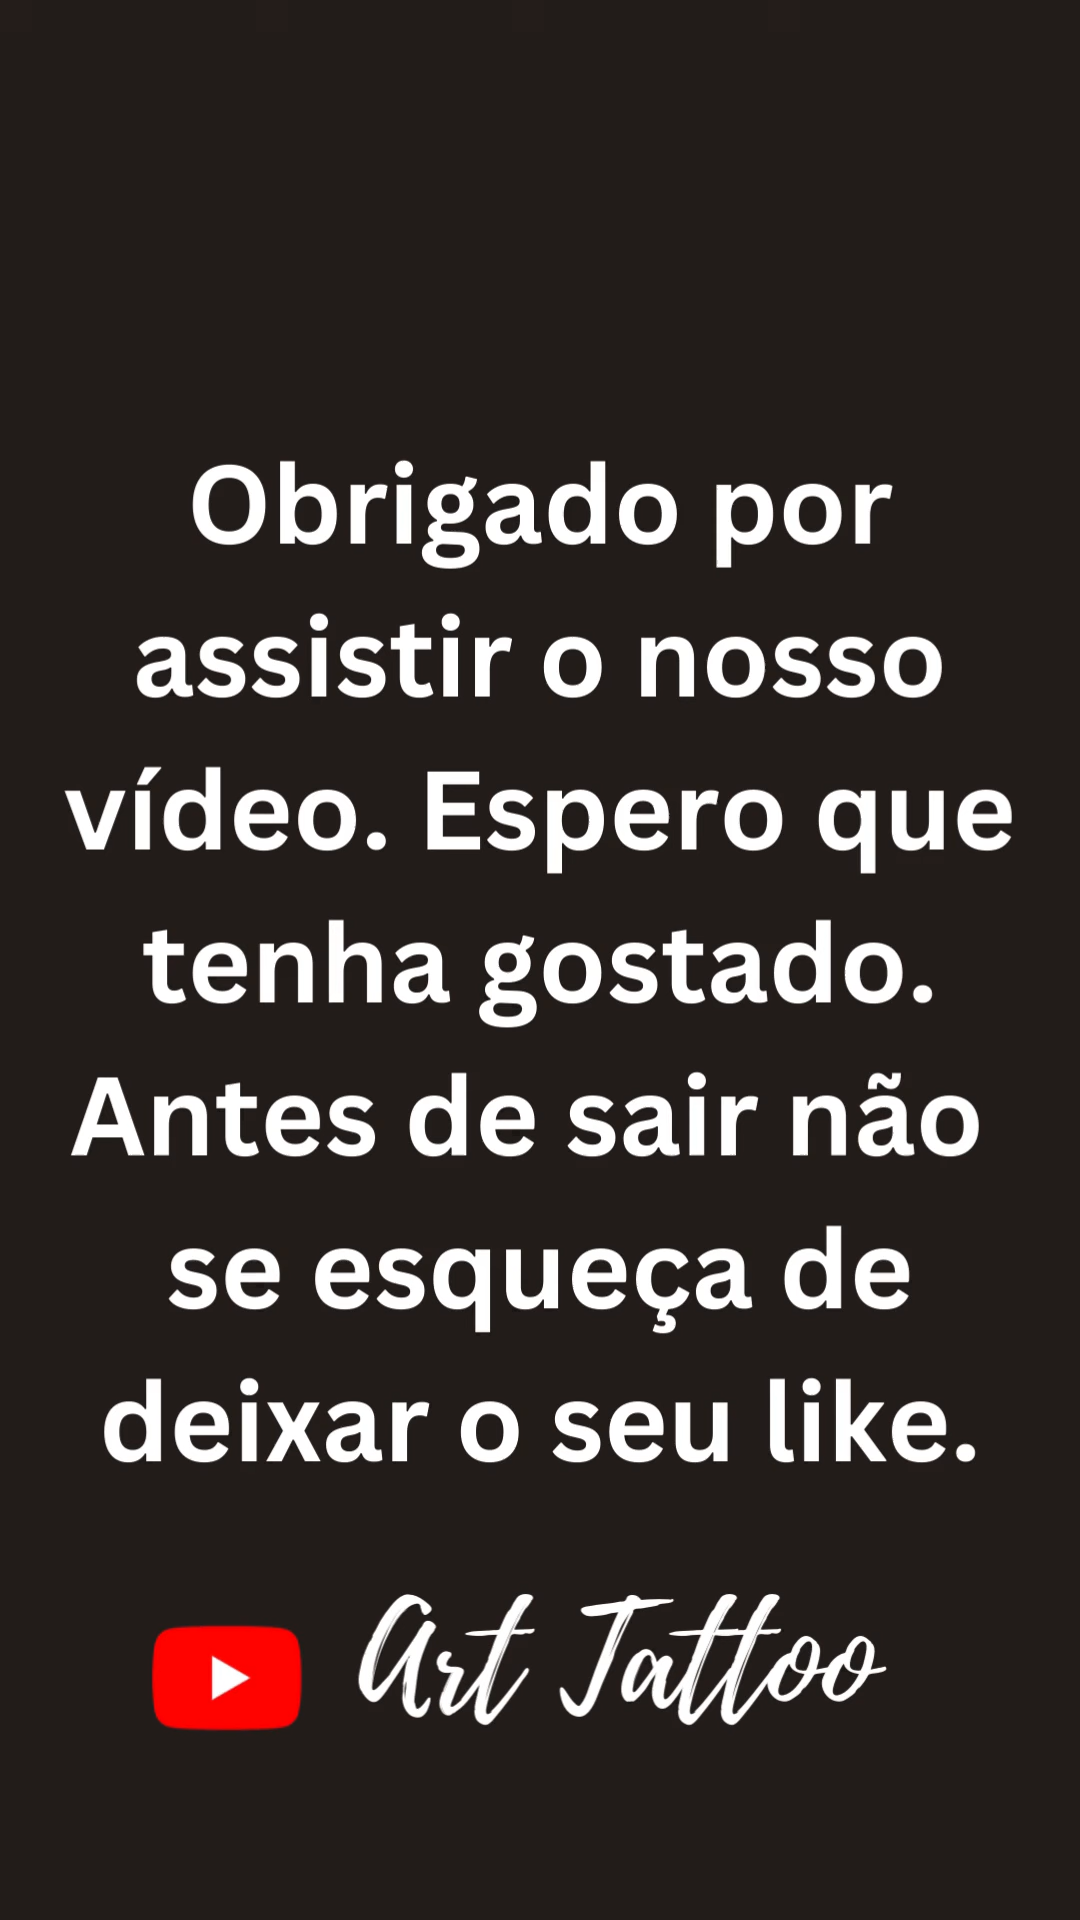 Obrigado por
assistir o nosso
vídeo. Espero que
tenha gostado.
Antes de sair não
se esqueça de
deixar o seu like.
Art Tattoo